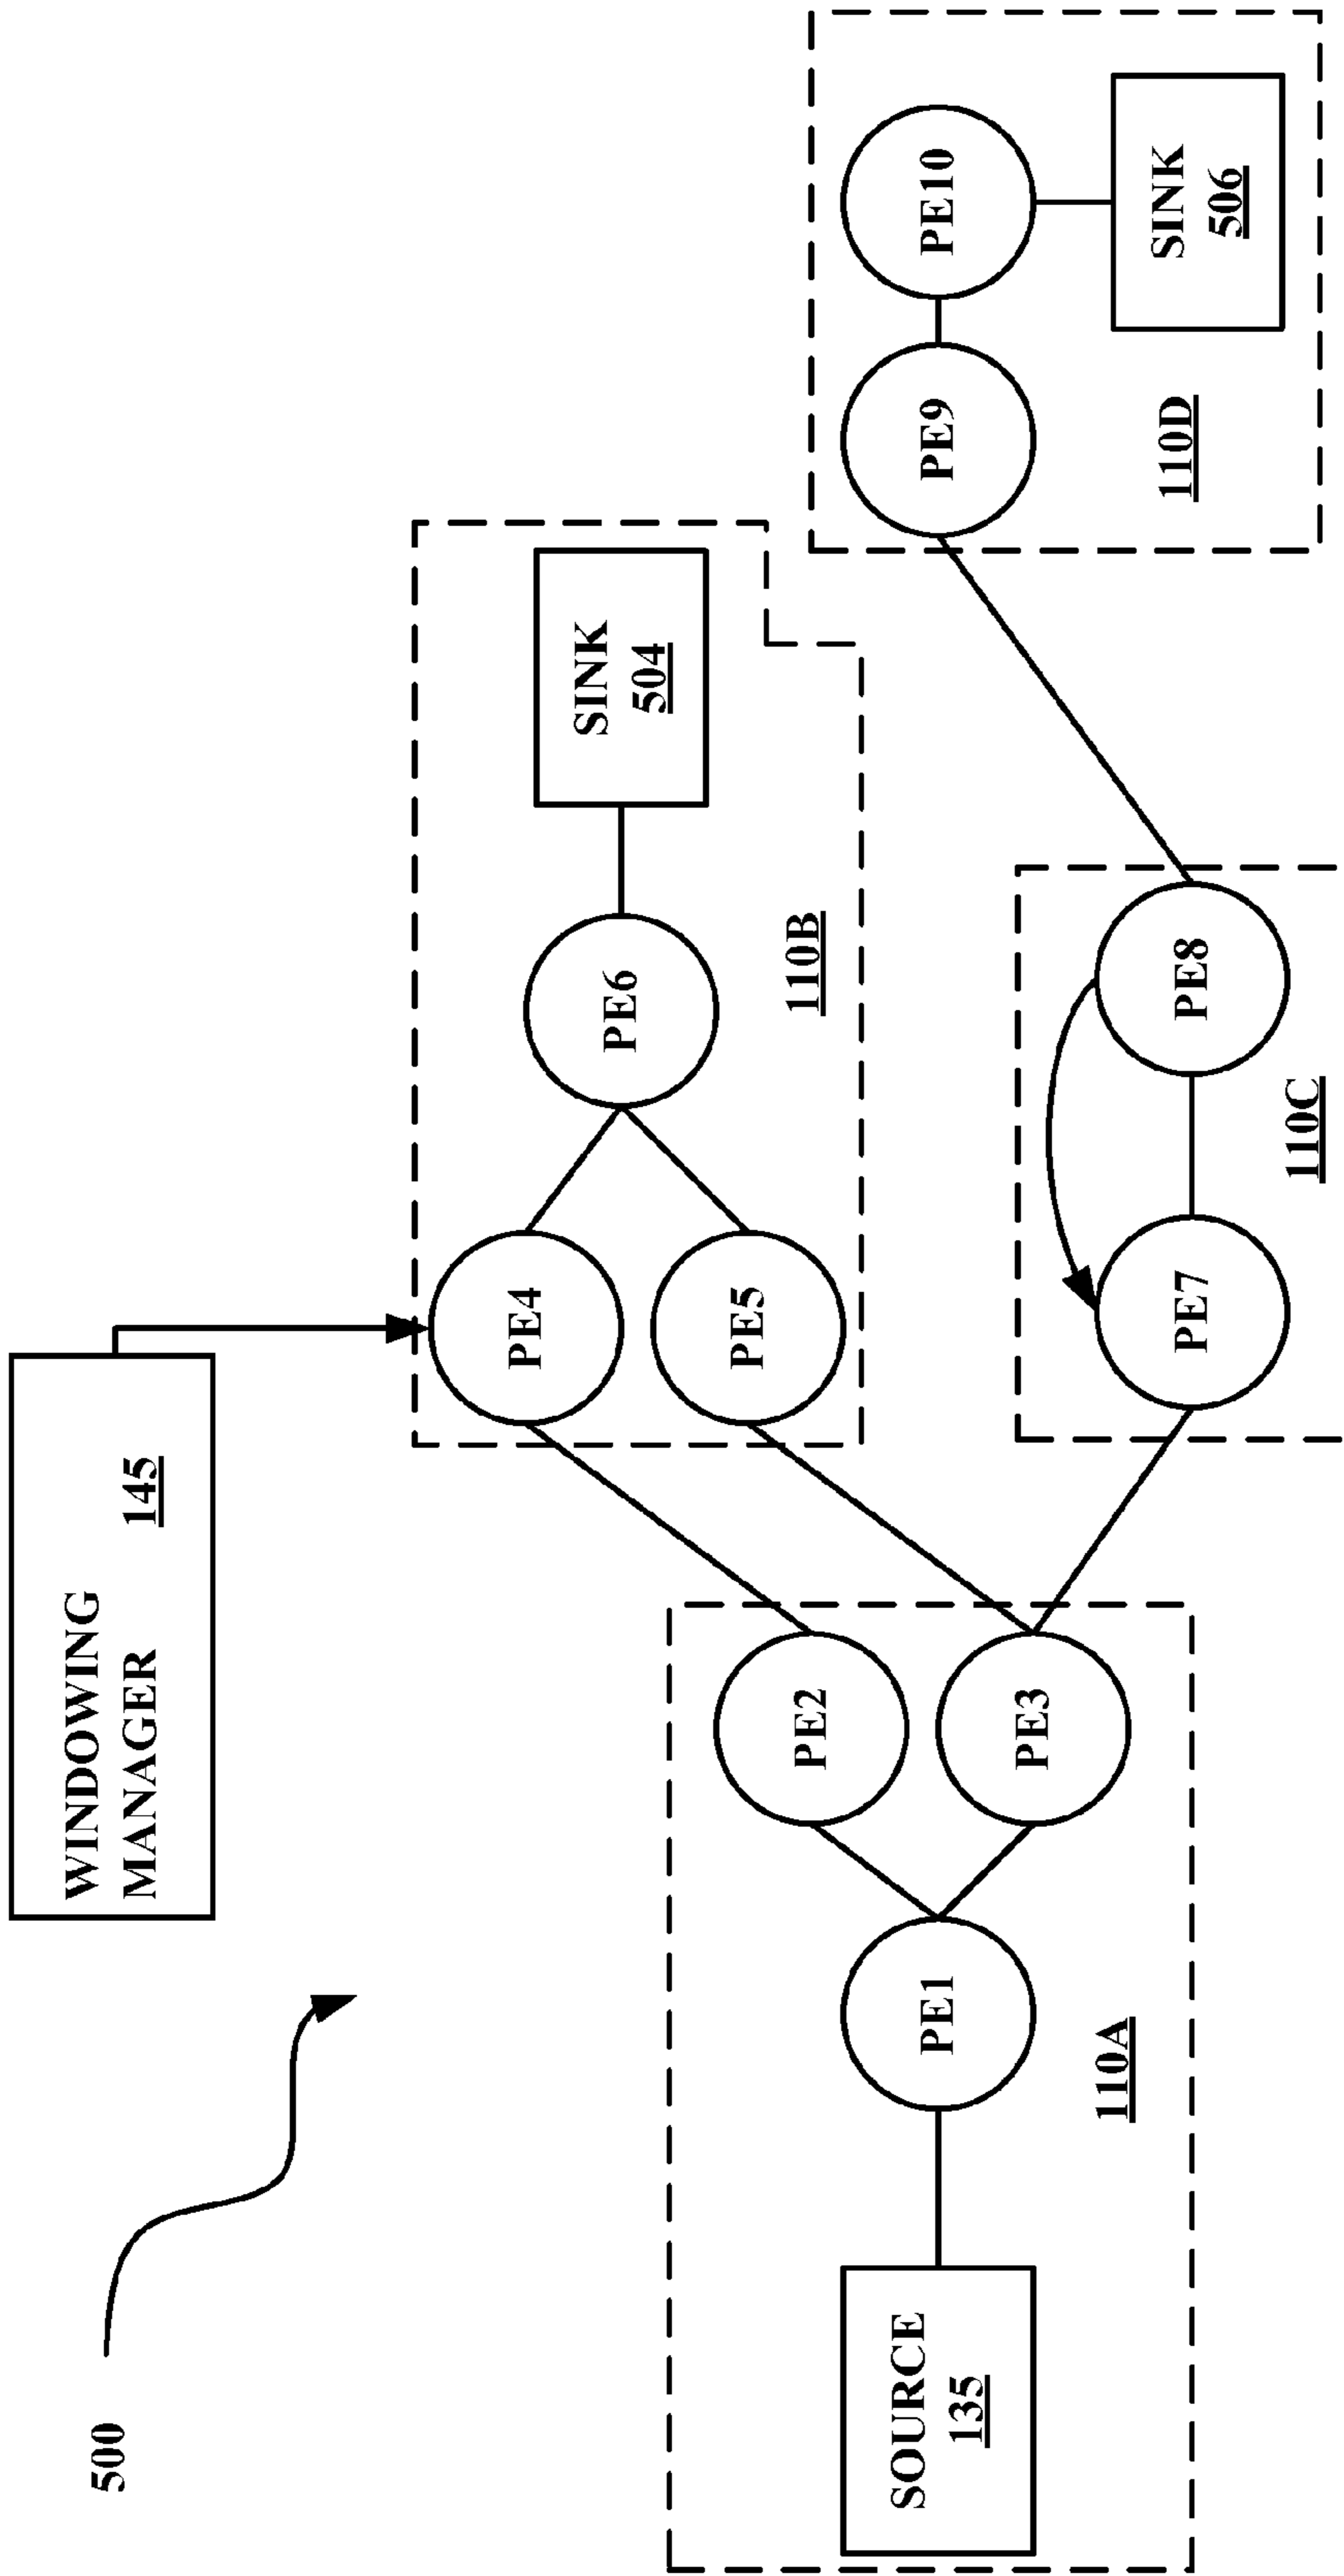 500
WINDOWING
MANAGER
145
SOURCE
135
PE1
PE2
PE3
110A
PE4
PE5
PE6
SINK
504
110B
PE7
PE8
110C
PE9
PE10
SINK
506
110D